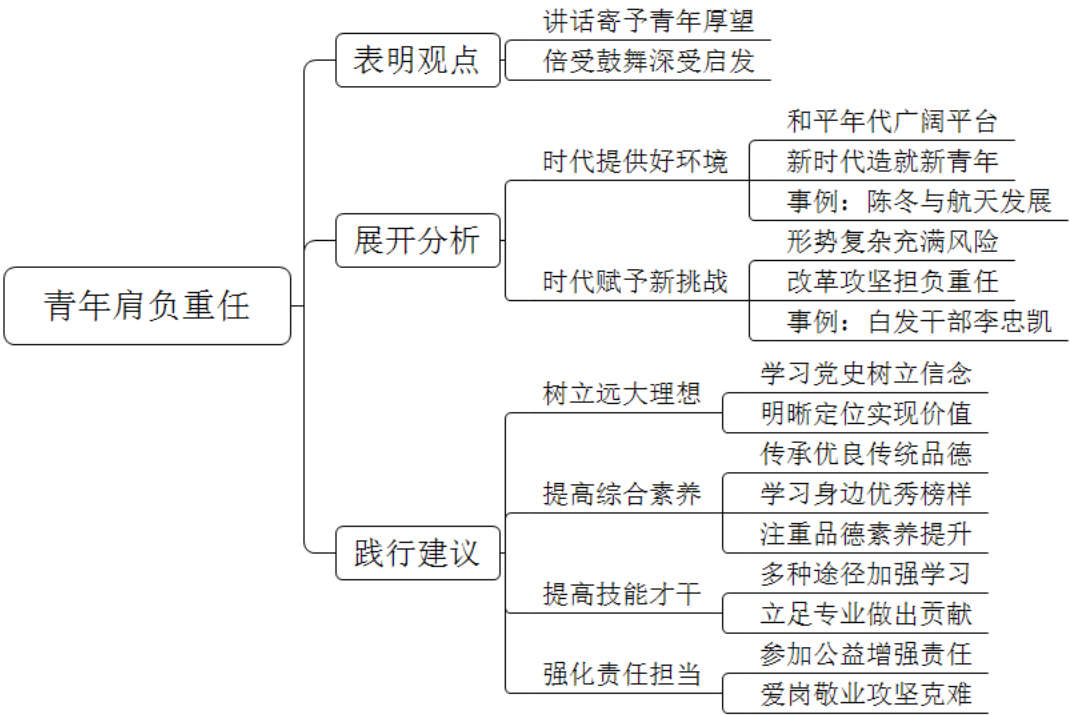 青年肩负重任
表明观点
讲话寄予青年厚望
倍受鼓舞深受启发
展开分析
时代提供好环境
和平年代广阔平台
新时代造就新青年
事例：陈冬与航天发展
时代赋予新挑战
形势复杂充满风险
改革攻坚担负重任
事例：白发干部李忠凯
践行建议
树立远大理想
学习党史树立信念
明晰定位实现价值
提高综合素养
传承优良传统品德
学习身边优秀榜样
注重品德素养提升
提高技能才干
多种途径加强学习
立足专业做出贡献
强化责任担当
参加公益增强责任
爱岗敬业攻坚克难